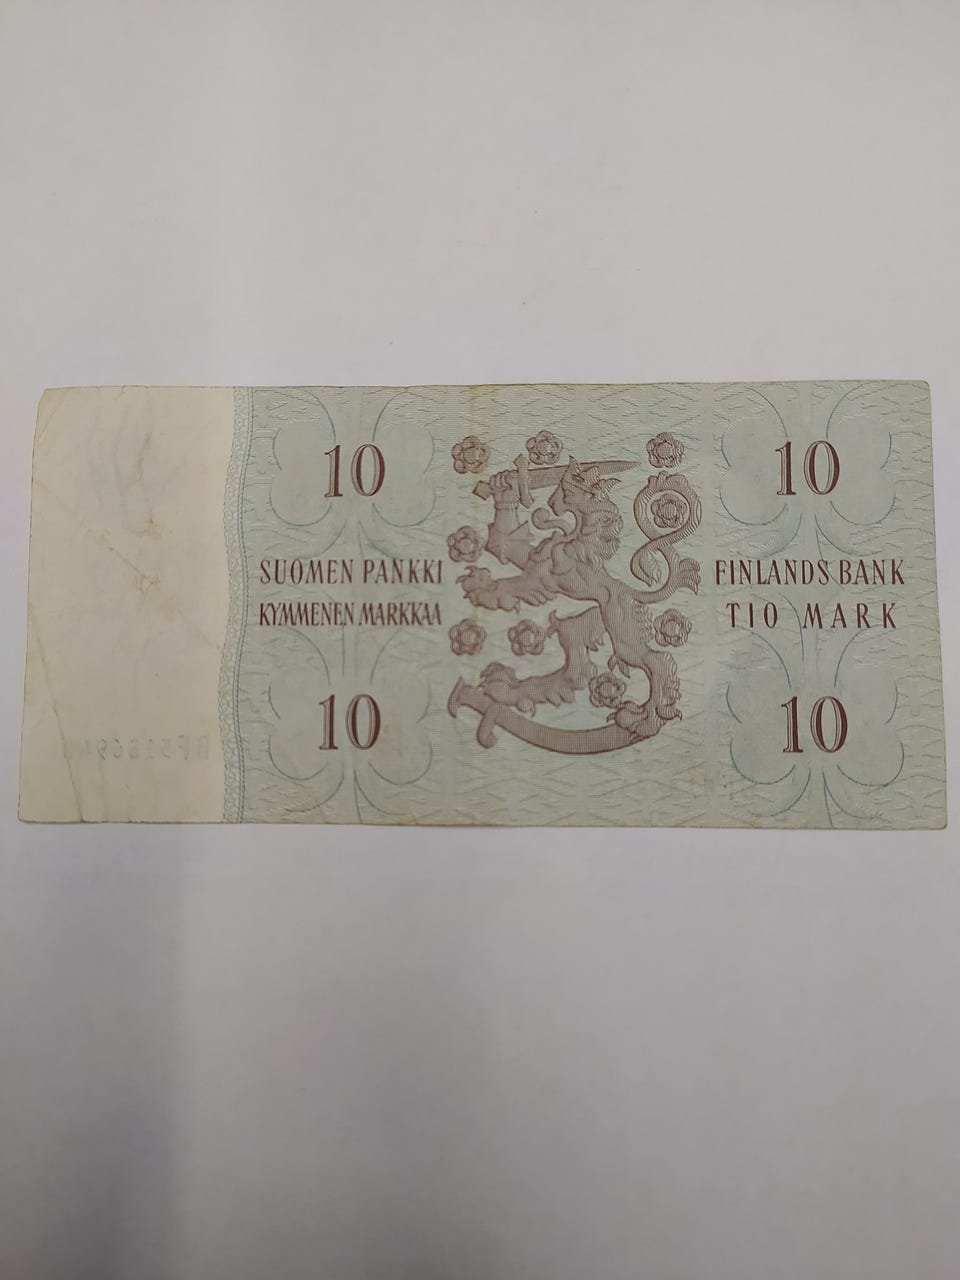 10 10
SUOMEN PANKKI FINLANDS BANK
KYMMENEN MARKKAA TIO MARK
10 10